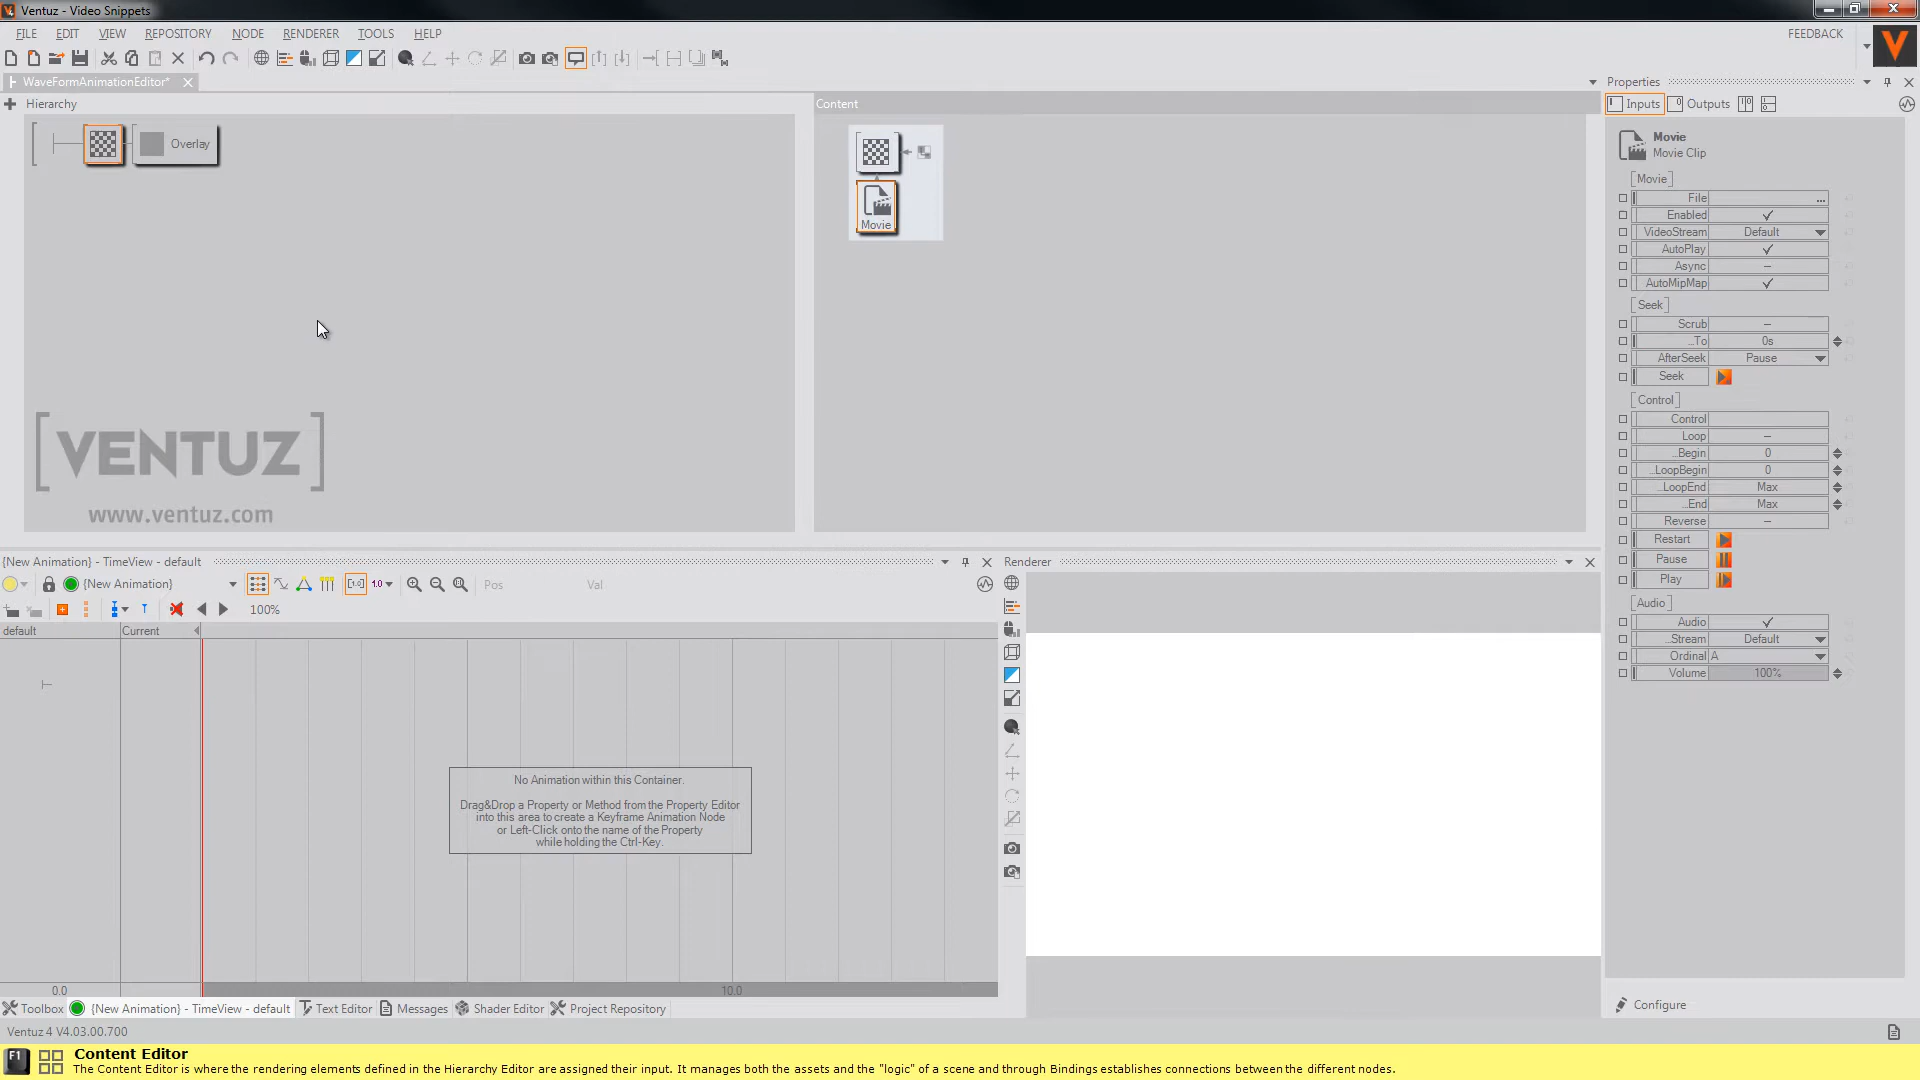 Ventuz - Video Snippets
FILE EDIT VIEW REPOSITORY NODE RENDERER TOOLS HELP
FEEDBACK
WaveFormAnimationEditor*
Hierarchy
Content
Properties
Inputs Outputs
Overlay
Movie
Movie
Movie Clip
[Movie]
File ...
Enabled
VideoStream Default
AutoPlay
Async –
AutoMipMap
[Seek]
Scrub –
...To 0s
AfterSeek Pause
Seek
[Control]
Control
Loop –
...Begin 0
...LoopBegin 0
...LoopEnd Max
...End Max
Reverse –
Restart
Pause
Play
[Audio]
Audio
...Stream Default
Ordinal A
Volume 100%
Configure
[VENTUZ]
www.ventuz.com
{New Animation} - TimeView - default
{New Animation}
[1.0] 1.0
Pos Val
100%
default Current
No Animation within this Container.
Drag&Drop a Property or Method from the Property Editor
into this area to create a Keyframe Animation Node
or Left-Click onto the name of the Property
while holding the Ctrl-Key.
0.0 10.0
Renderer
Toolbox {New Animation} - TimeView - default Text Editor Messages Shader Editor Project Repository
Ventuz 4 V4.03.00.700
F1 Content Editor
The Content Editor is where the rendering elements defined in the Hierarchy Editor are assigned their input. It manages both the assets and the "logic" of a scene and through Bindings establishes connections between the different nodes.